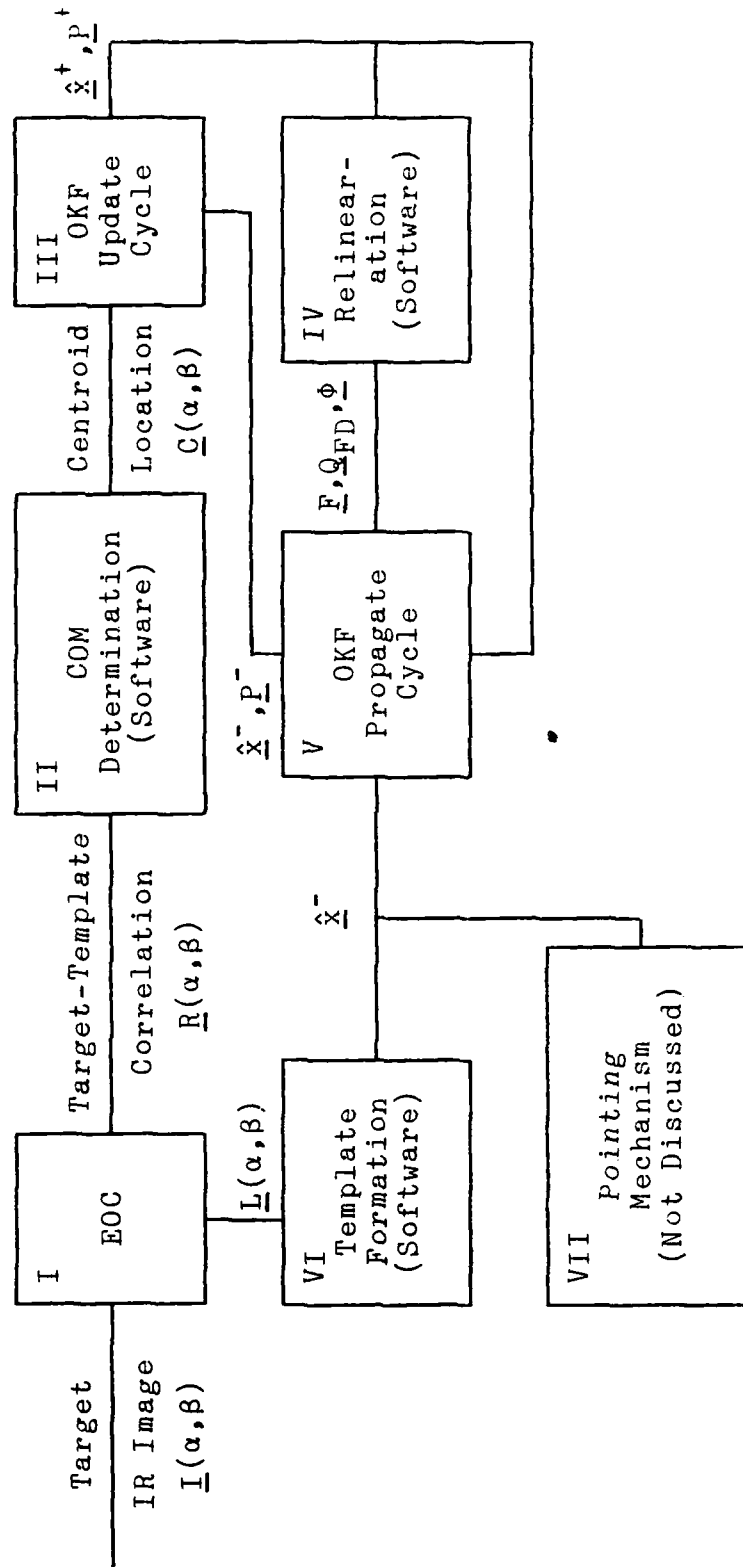 Target
IR Image
I(α,β)
I
EOC
Target-Template
Correlation
R(α,β)
II
COM
Determination
(Software)
Centroid
Location
C(α,β)
III
OKF
Update
Cycle
x̂⁺,P⁺
L(α,β)
VI
Template
Formation
(Software)
x̂⁻
x̂⁻,P⁻
V
OKF
Propagate
Cycle
F,Q_FD,Φ
IV
Relinear-
ation
(Software)
VII
Pointing
Mechanism
(Not Discussed)